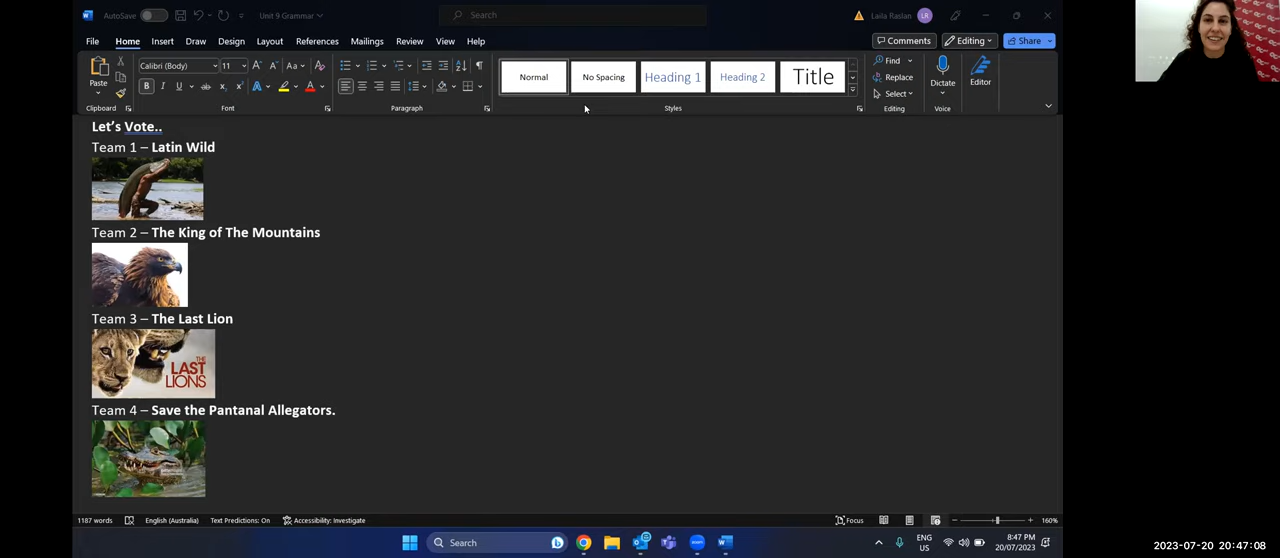 AutoSave
Unit 9 Grammar
Search
Laila Raslan
LR
File
Home
Insert
Draw
Design
Layout
References
Mailings
Review
View
Help
Comments
Editing
Share
Paste
Calibri (Body)
11
Normal
No Spacing
Heading 1
Heading 2
Title
Find
Replace
Select
Dictate
Editor
Clipboard
Font
Paragraph
Styles
Editing
Voice
Let's Vote..
Team 1 – Latin Wild
Team 2 – The King of The Mountains
Team 3 – The Last Lion
THE
LAST
LIONS
Team 4 – Save the Pantanal Allegators.
1187 words
English (Australia)
Text Predictions: On
Accessibility: Investigate
Focus
160%
Search
ENG
US
8:47 PM
20/07/2023
2023-07-20 20:47:08